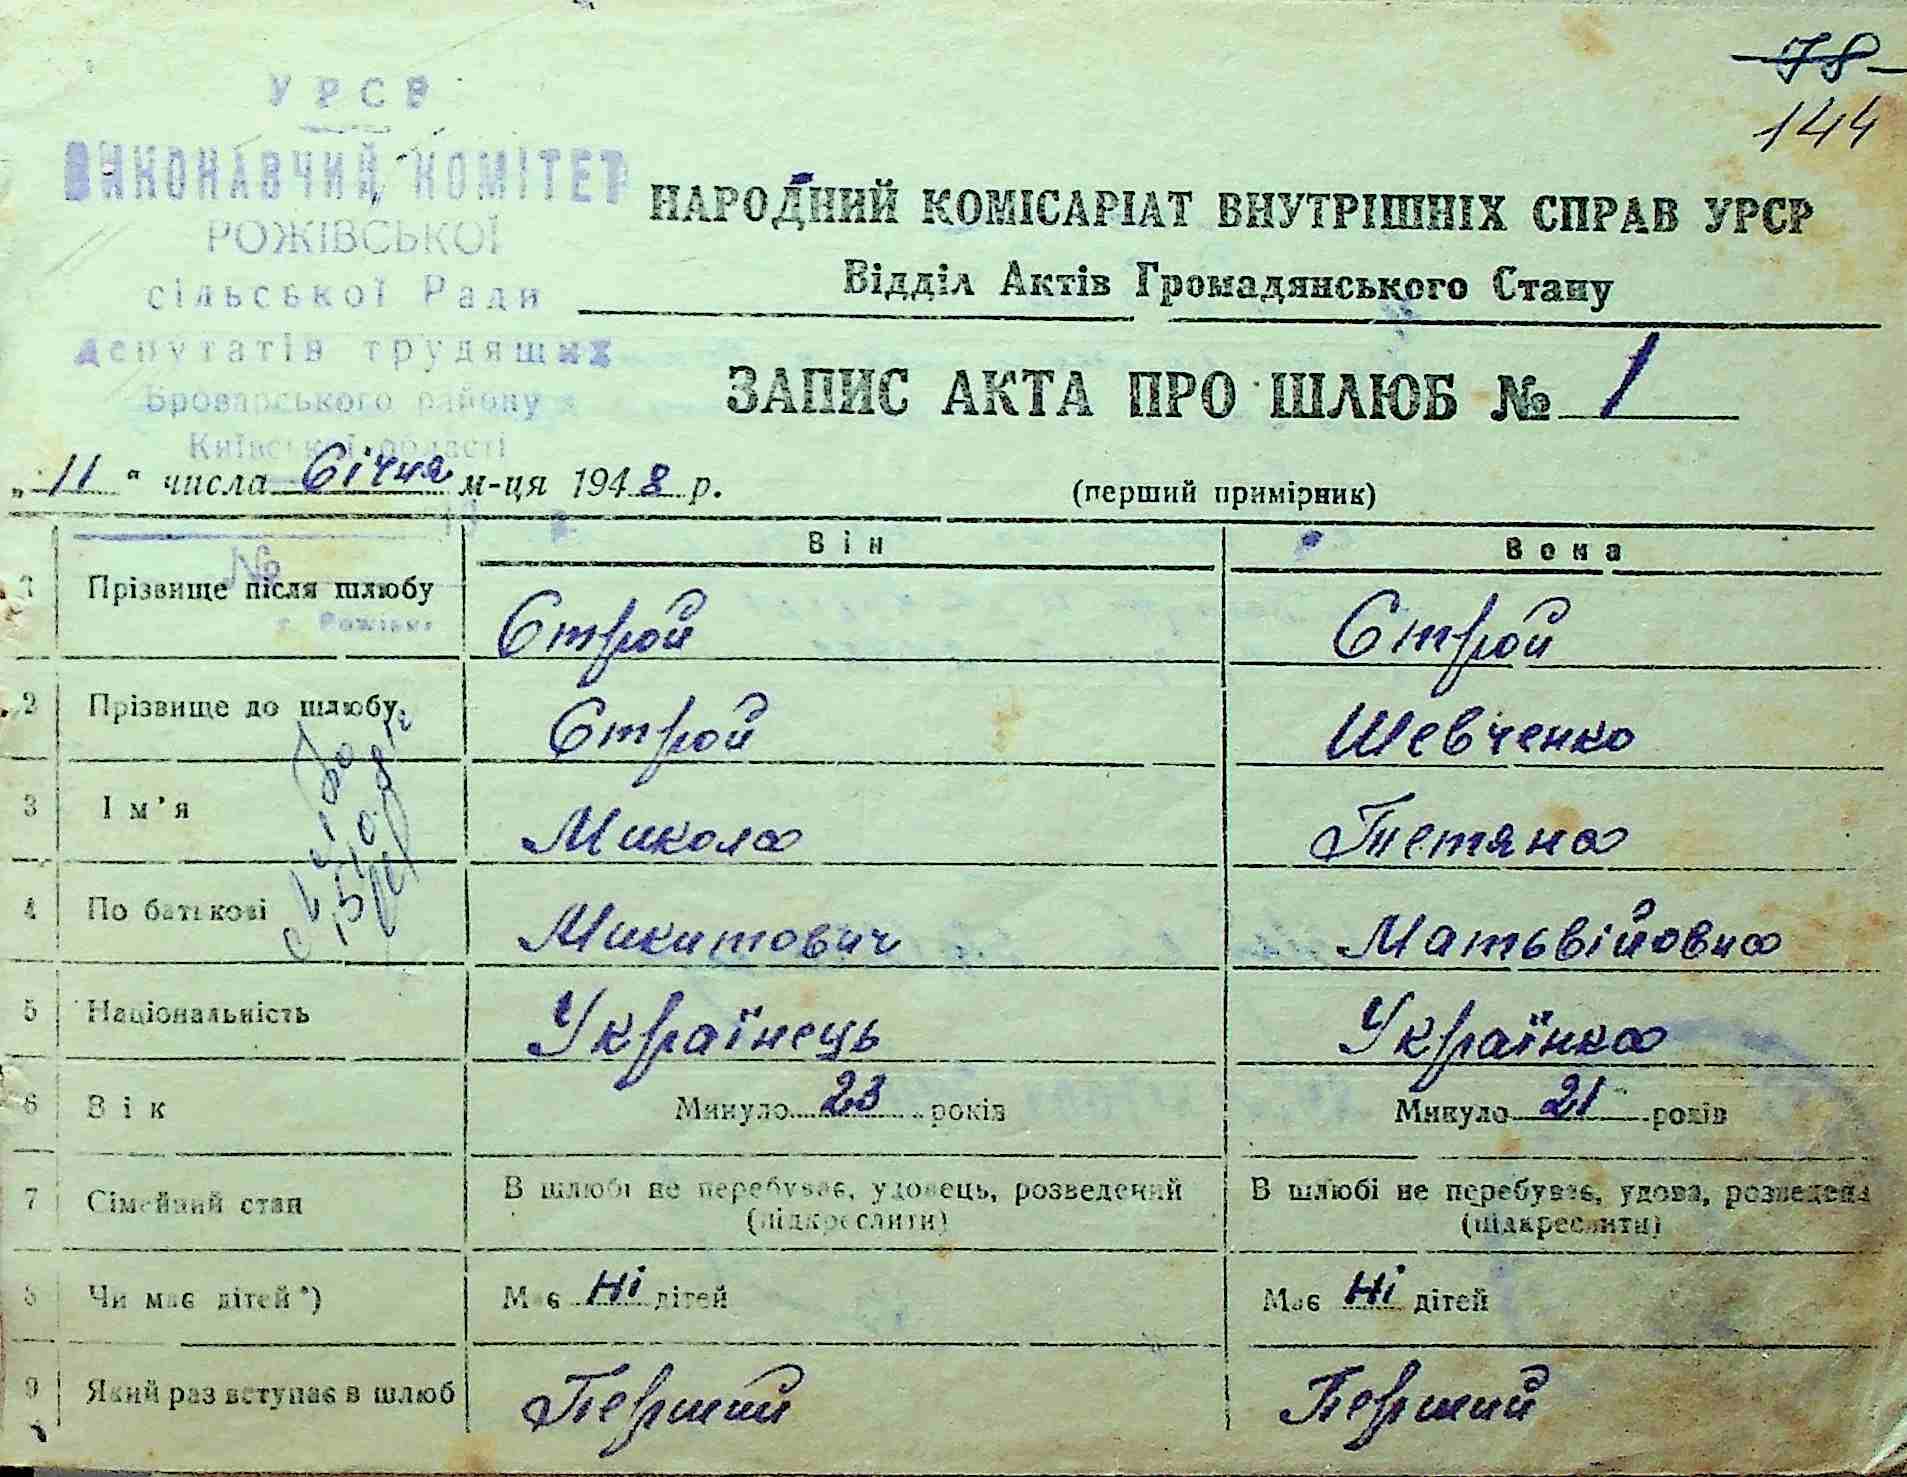 78
144
УРСР
ВИКОНАВЧИЙ КОМІТЕТ
РОЖІВСЬКОЇ
сільської Ради
депутатів трудящих
Броварського району
Київської області
№
с. Рожівка
НАРОДНИЙ КОМІСАРІАТ ВНУТРІШНІХ СПРАВ УРСР
Відділ Актів Громадянського Стану
ЗАПИС АКТА ПРО ШЛЮБ № 1
„ 11 “ числа Січня м-ця 1948 р. (перший примірник)
Він Вона
1 Прізвище після шлюбу Строй Строй
2 Прізвище до шлюбу Строй Шевченко
3 Ім'я Микола Тетяна
4 По батькові Микитович Матьвійовна
5 Національність Українець Українка
6 Вік Минуло 23 років Минуло 21 років
7 Сімейний стан В шлюбі не перебуває, удовець, розведений (підкреслити) В шлюбі не перебуває, удова, розведена (підкреслити)
8 Чи має дітей*) Має Ні дітей Має Ні дітей
9 Який раз вступає в шлюб Перший Перший